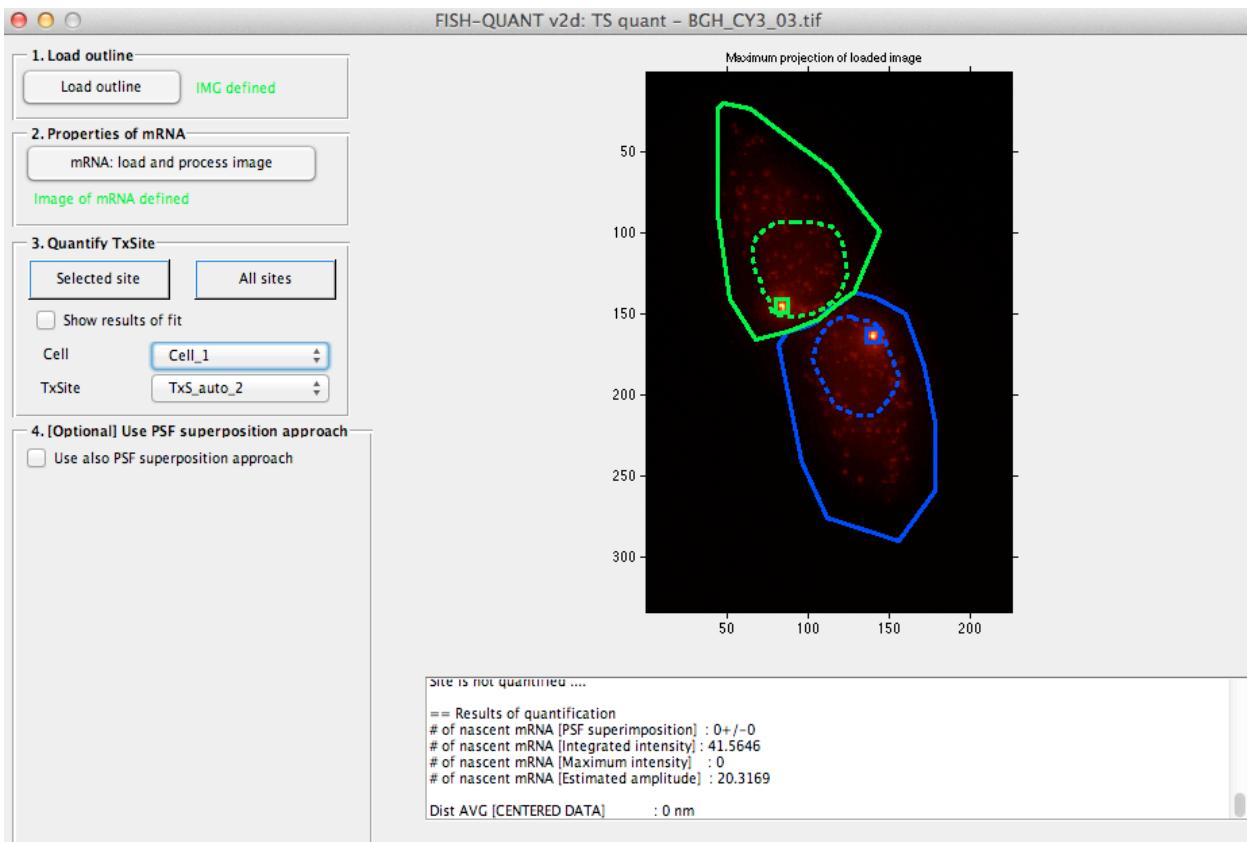 FISH-QUANT v2d: TS quant - BGH_CY3_03.tif
1. Load outline
Load outline IMG defined
2. Properties of mRNA
mRNA: load and process image
Image of mRNA defined
3. Quantify TxSite
Selected site All sites
Show results of fit
Cell Cell_1
TxSite TxS_auto_2
4. [Optional] Use PSF superposition approach
Use also PSF superposition approach
Maximum projection of loaded image
50
100
150
200
250
300
50 100 150 200
Site is not quantified ....
== Results of quantification
# of nascent mRNA [PSF superimposition] : 0+/-0
# of nascent mRNA [Integrated intensity] : 41.5646
# of nascent mRNA [Maximum intensity] : 0
# of nascent mRNA [Estimated amplitude] : 20.3169
Dist AVG [CENTERED DATA] : 0 nm